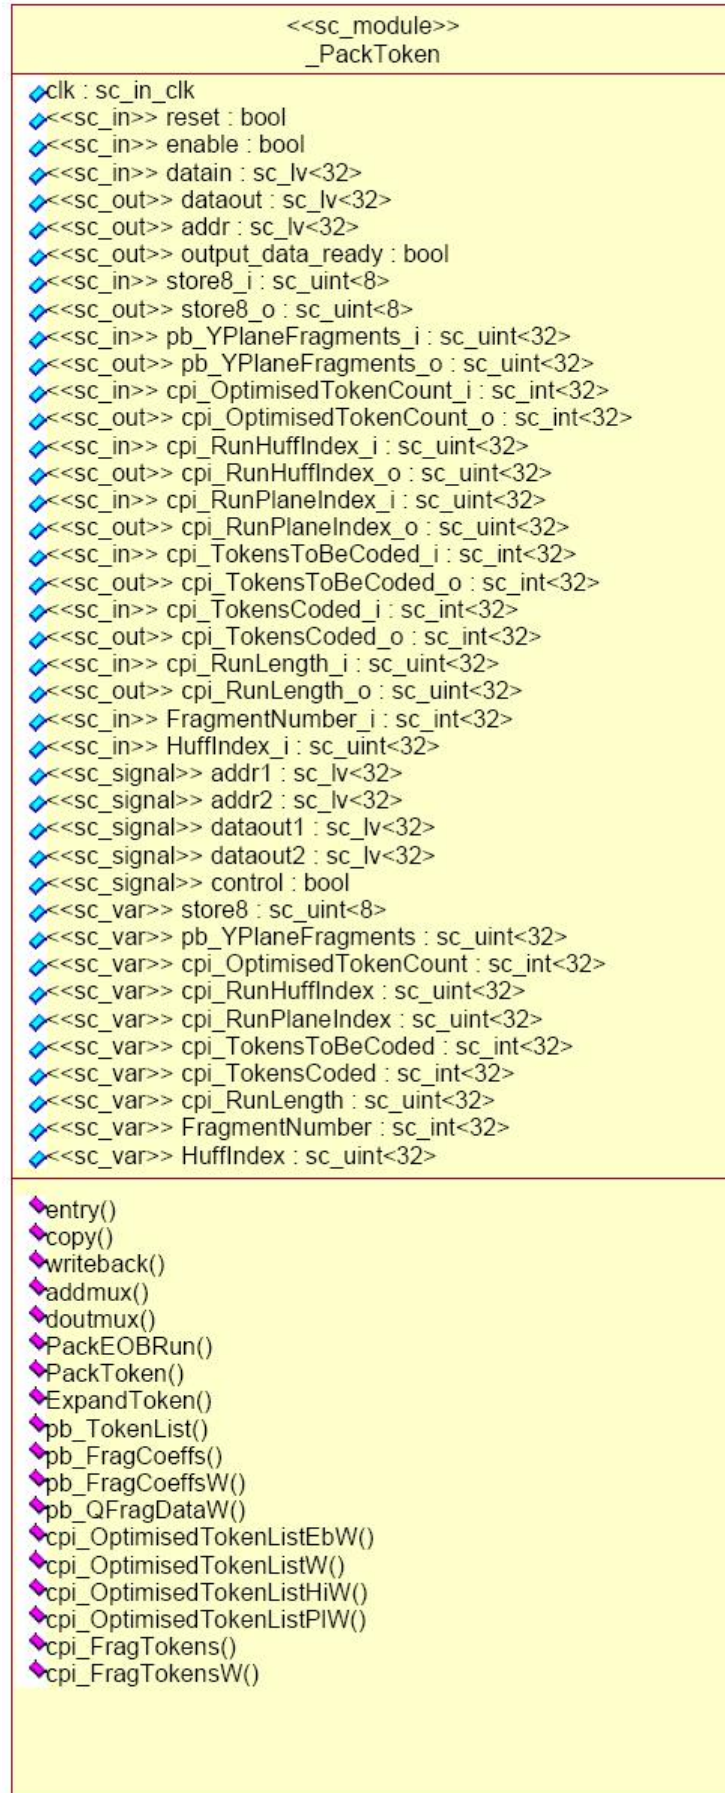 <<sc_module>>
_PackToken
clk : sc_in_clk
<<sc_in>> reset : bool
<<sc_in>> enable : bool
<<sc_in>> datain : sc_lv<32>
<<sc_out>> dataout : sc_lv<32>
<<sc_out>> addr : sc_lv<32>
<<sc_out>> output_data_ready : bool
<<sc_in>> store8_i : sc_uint<8>
<<sc_out>> store8_o : sc_uint<8>
<<sc_in>> pb_YPlaneFragments_i : sc_uint<32>
<<sc_out>> pb_YPlaneFragments_o : sc_uint<32>
<<sc_in>> cpi_OptimisedTokenCount_i : sc_int<32>
<<sc_out>> cpi_OptimisedTokenCount_o : sc_int<32>
<<sc_in>> cpi_RunHuffIndex_i : sc_uint<32>
<<sc_out>> cpi_RunHuffIndex_o : sc_uint<32>
<<sc_in>> cpi_RunPlaneIndex_i : sc_uint<32>
<<sc_out>> cpi_RunPlaneIndex_o : sc_uint<32>
<<sc_in>> cpi_TokensToBeCoded_i : sc_int<32>
<<sc_out>> cpi_TokensToBeCoded_o : sc_int<32>
<<sc_in>> cpi_TokensCoded_i : sc_int<32>
<<sc_out>> cpi_TokensCoded_o : sc_int<32>
<<sc_in>> cpi_RunLength_i : sc_uint<32>
<<sc_out>> cpi_RunLength_o : sc_uint<32>
<<sc_in>> FragmentNumber_i : sc_int<32>
<<sc_in>> HuffIndex_i : sc_uint<32>
<<sc_signal>> addr1 : sc_lv<32>
<<sc_signal>> addr2 : sc_lv<32>
<<sc_signal>> dataout1 : sc_lv<32>
<<sc_signal>> dataout2 : sc_lv<32>
<<sc_signal>> control : bool
<<sc_var>> store8 : sc_uint<8>
<<sc_var>> pb_YPlaneFragments : sc_uint<32>
<<sc_var>> cpi_OptimisedTokenCount : sc_int<32>
<<sc_var>> cpi_RunHuffIndex : sc_uint<32>
<<sc_var>> cpi_RunPlaneIndex : sc_uint<32>
<<sc_var>> cpi_TokensToBeCoded : sc_int<32>
<<sc_var>> cpi_TokensCoded : sc_int<32>
<<sc_var>> cpi_RunLength : sc_uint<32>
<<sc_var>> FragmentNumber : sc_int<32>
<<sc_var>> HuffIndex : sc_uint<32>
entry()
copy()
writeback()
addmux()
doutmux()
PackEOBRun()
PackToken()
ExpandToken()
pb_TokenList()
pb_FragCoeffs()
pb_FragCoeffsW()
pb_QFragDataW()
cpi_OptimisedTokenListEbW()
cpi_OptimisedTokenListW()
cpi_OptimisedTokenListHiW()
cpi_OptimisedTokenListPlW()
cpi_FragTokens()
cpi_FragTokensW()